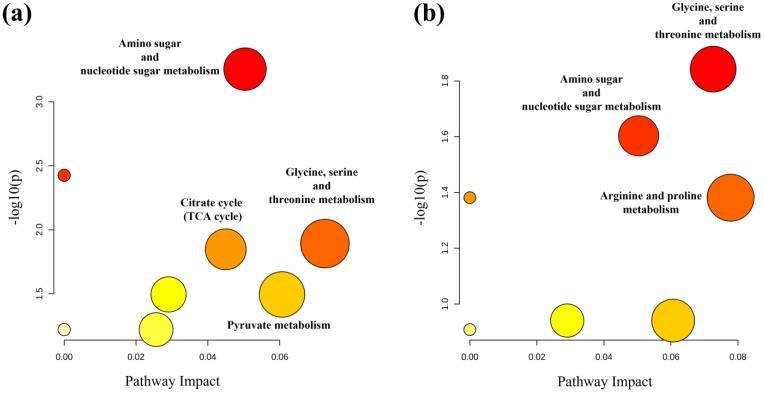 (a)
Amino sugar
and
nucleotide sugar metabolism
3.0
2.5
2.0
1.5
-log10(p)
Glycine, serine
and
threonine metabolism
Citrate cycle
(TCA cycle)
Pyruvate metabolism
0.00
0.02
0.04
0.06
Pathway Impact
(b)
Glycine, serine
and
threonine metabolism
Amino sugar
and
nucleotide sugar metabolism
Arginine and proline
metabolism
1.8
1.6
1.4
1.2
1.0
-log10(p)
0.00
0.02
0.04
0.06
0.08
Pathway Impact